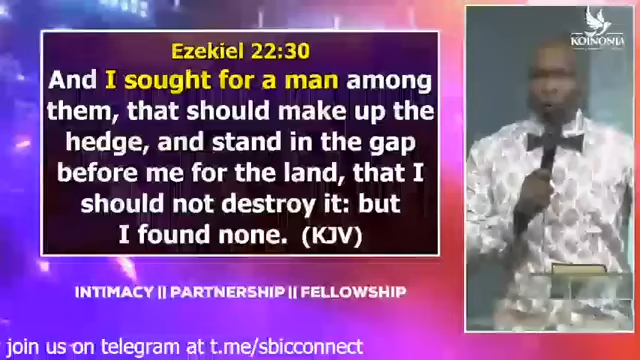 Ezekiel 22:30
And I sought for a man among
them, that should make up the
hedge, and stand in the gap
before me for the land, that I
should not destroy it: but
I found none. (KJV)
KOINONIA
INTIMACY || PARTNERSHIP || FELLOWSHIP
join us on telegram at t.me/sbicconnect